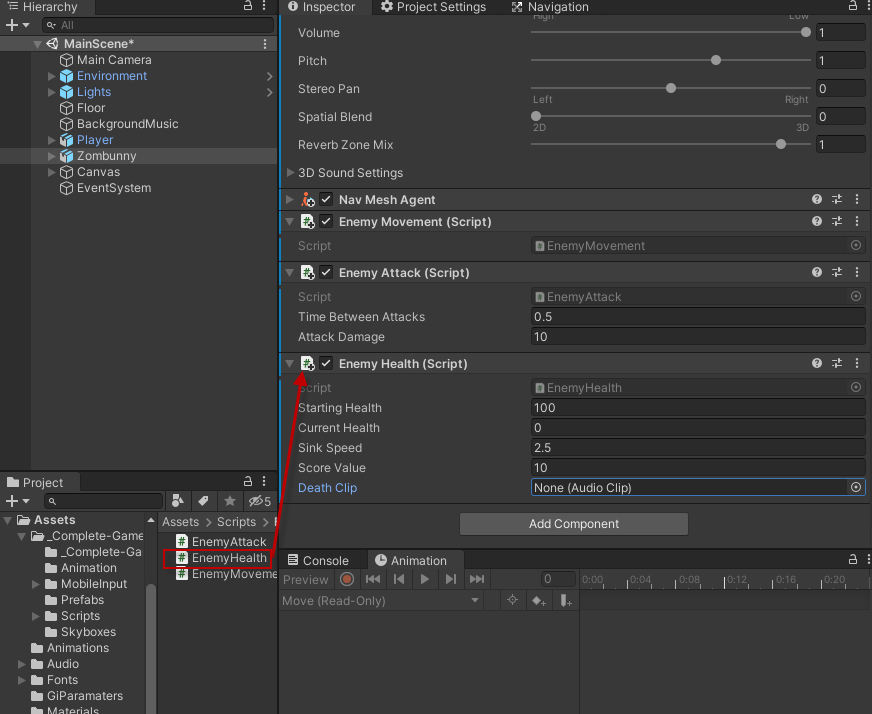 Hierarchy
All
MainScene*
Main Camera
Environment
Lights
Floor
BackgroundMusic
Player
Zombunny
Canvas
EventSystem
Inspector Project Settings Navigation
High Low
Volume 1
Pitch 1
Stereo Pan 0
Left Right
Spatial Blend 0
2D 3D
Reverb Zone Mix 1
3D Sound Settings
Nav Mesh Agent
Enemy Movement (Script)
Script EnemyMovement
Enemy Attack (Script)
Script EnemyAttack
Time Between Attacks 0.5
Attack Damage 10
Enemy Health (Script)
Script EnemyHealth
Starting Health 100
Current Health 0
Sink Speed 2.5
Score Value 10
Death Clip None (Audio Clip)
Add Component
Project
5
Assets
_Complete-Game
_Complete-Ga
Animation
MobileInput
Prefabs
Scripts
Skyboxes
Animations
Audio
Fonts
GiParamaters
Materials
Assets > Scripts >
EnemyAttack
EnemyHealth
EnemyMoveme
Console Animation
Preview 0 0:00 0:04 0:08 0:12 0:16 0:20
Move (Read-Only)